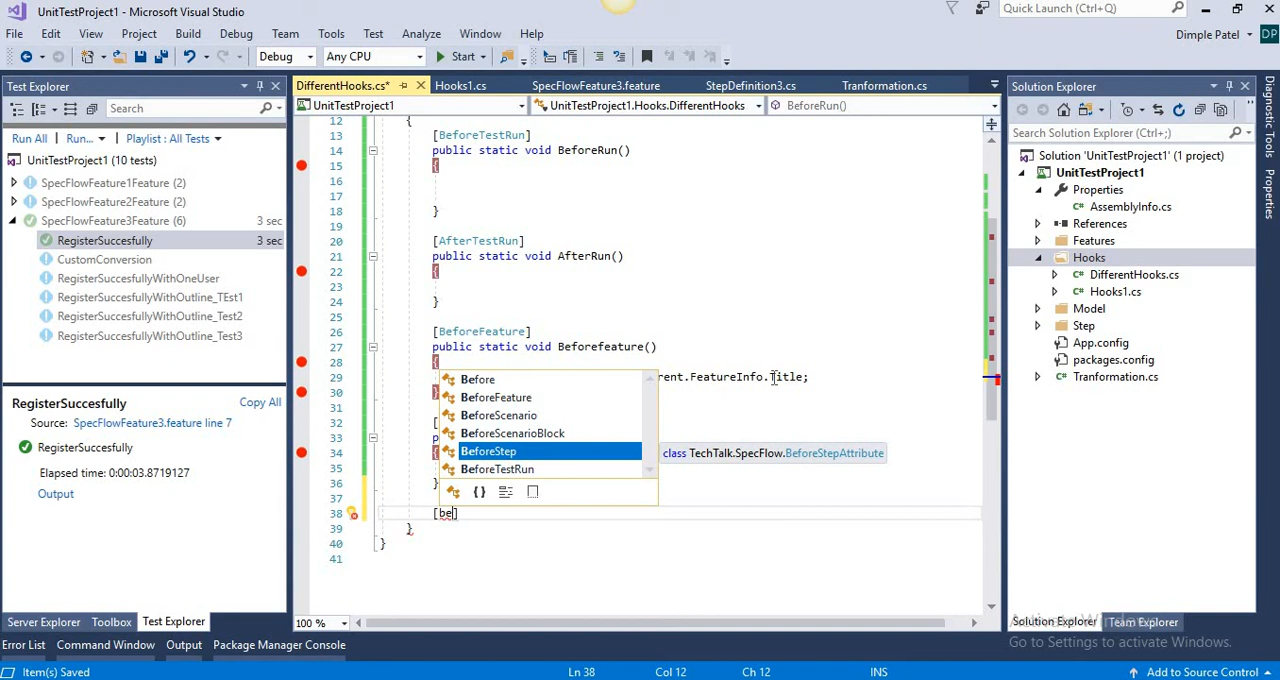 UnitTestProject1 - Microsoft Visual Studio
Quick Launch (Ctrl+Q)
File Edit View Project Build Debug Team Tools Test Analyze Window Help
Dimple Patel
DP
Debug Any CPU Start
Test Explorer
Search
Run All | Run... | Playlist : All Tests
UnitTestProject1 (10 tests)
SpecFlowFeature1Feature (2)
SpecFlowFeature2Feature (2)
SpecFlowFeature3Feature (6) 3 sec
RegisterSuccesfully 3 sec
CustomConversion
RegisterSuccesfullyWithOneUser
RegisterSuccesfullyWithOutline_TEst1
RegisterSuccesfullyWithOutline_Test2
RegisterSuccesfullyWithOutline_Test3
RegisterSuccesfully
Copy All
Source: SpecFlowFeature3.feature line 7
RegisterSuccesfully
Elapsed time: 0:00:03.8719127
Output
Server Explorer Toolbox Test Explorer
DifferentHooks.cs* Hooks1.cs SpecFlowFeature3.feature StepDefinition3.cs Tranformation.cs
UnitTestProject1 UnitTestProject1.Hooks.DifferentHooks BeforeRun()
12 {
13 [BeforeTestRun]
14 public static void BeforeRun()
15 {
16
17
18 }
19
20 [AfterTestRun]
21 public static void AfterRun()
22 {
23
24 }
25
26 [BeforeFeature]
27 public static void Beforefeature()
28 {
29 rent.FeatureInfo.Title;
30 }
31
32 [
33 p
34 {
35
36 }
37
38 [be]
39 }
40 }
41
Before
BeforeFeature
BeforeScenario
BeforeScenarioBlock
BeforeStep
BeforeTestRun
class TechTalk.SpecFlow.BeforeStepAttribute
100 %
Solution Explorer
Search Solution Explorer (Ctrl+;)
Solution 'UnitTestProject1' (1 project)
UnitTestProject1
Properties
AssemblyInfo.cs
References
Features
Hooks
DifferentHooks.cs
Hooks1.cs
Model
Step
App.config
packages.config
Tranformation.cs
Diagnostic Tools
Properties
Activate Windows
Solution Explorer Team Explorer
Go to Settings to activate Windows.
Error List Command Window Output Package Manager Console
Item(s) Saved Ln 38 Col 12 Ch 12 INS Add to Source Control